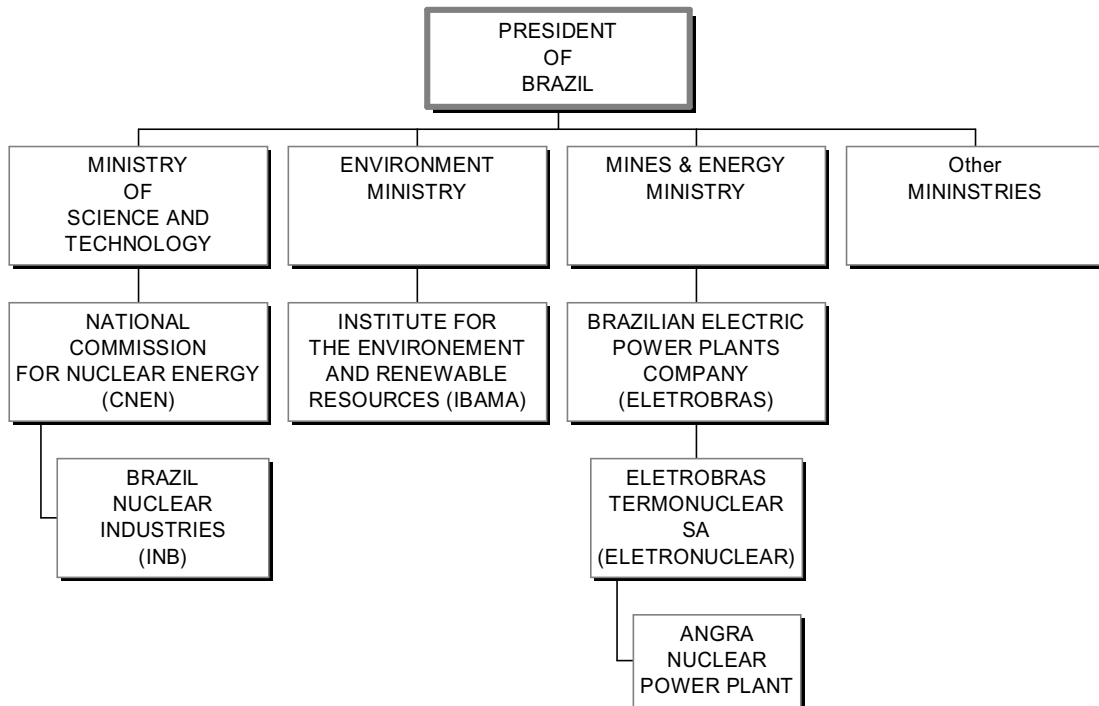 PRESIDENT
OF
BRAZIL
MINISTRY
OF
SCIENCE AND
TECHNOLOGY
ENVIRONMENT
MINISTRY
MINES & ENERGY
MINISTRY
Other
MININSTRIES
NATIONAL
COMMISSION
FOR NUCLEAR ENERGY
(CNEN)
INSTITUTE FOR
THE ENVIRONEMENT
AND RENEWABLE
RESOURCES (IBAMA)
BRAZILIAN ELECTRIC
POWER PLANTS
COMPANY
(ELETROBRAS)
BRAZIL
NUCLEAR
INDUSTRIES
(INB)
ELETROBRAS
TERMONUCLEAR
SA
(ELETRONUCLEAR)
ANGRA
NUCLEAR
POWER PLANT